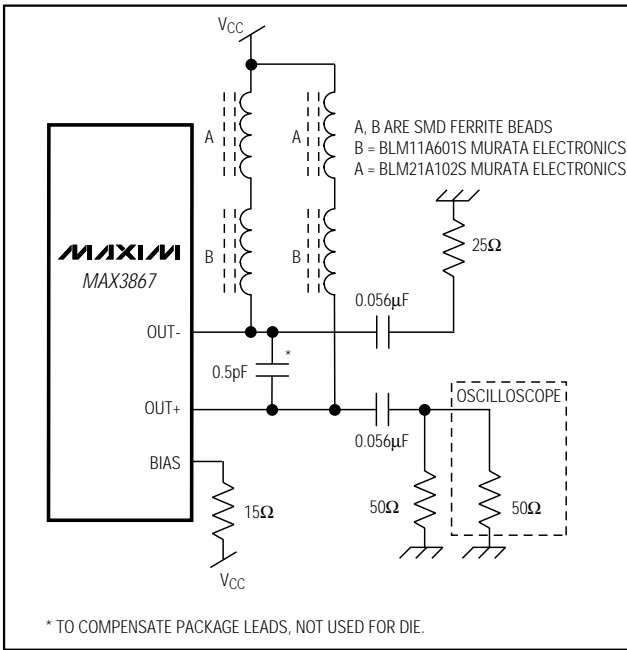 VCC
A
A
A, B ARE SMD FERRITE BEADS
B = BLM11A601S MURATA ELECTRONICS
A = BLM21A102S MURATA ELECTRONICS
MAXIM
MAX3867
B
B
25Ω
0.056µF
OUT-
*
0.5pF
OSCILLOSCOPE
OUT+
0.056µF
BIAS
15Ω
50Ω
50Ω
VCC
* TO COMPENSATE PACKAGE LEADS, NOT USED FOR DIE.